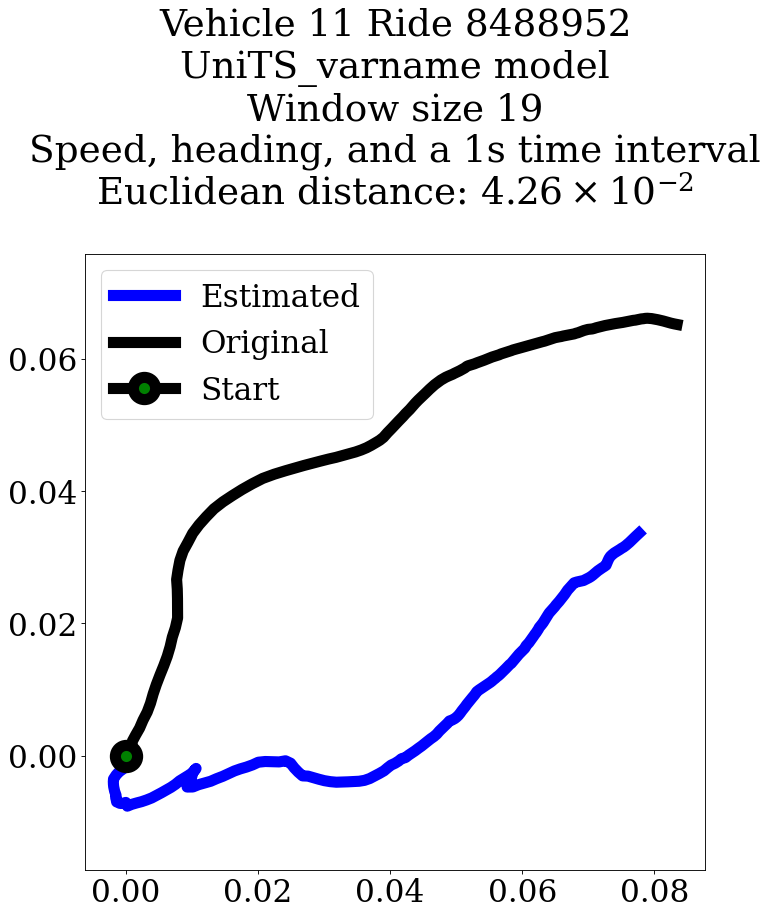 Vehicle 11 Ride 8488952
UniTS_varname model
Window size 19
Speed, heading, and a 1s time interval
Euclidean distance: 4.26 × 10⁻²
Estimated
Original
Start
0.06
0.04
0.02
0.00
0.00 0.02 0.04 0.06 0.08